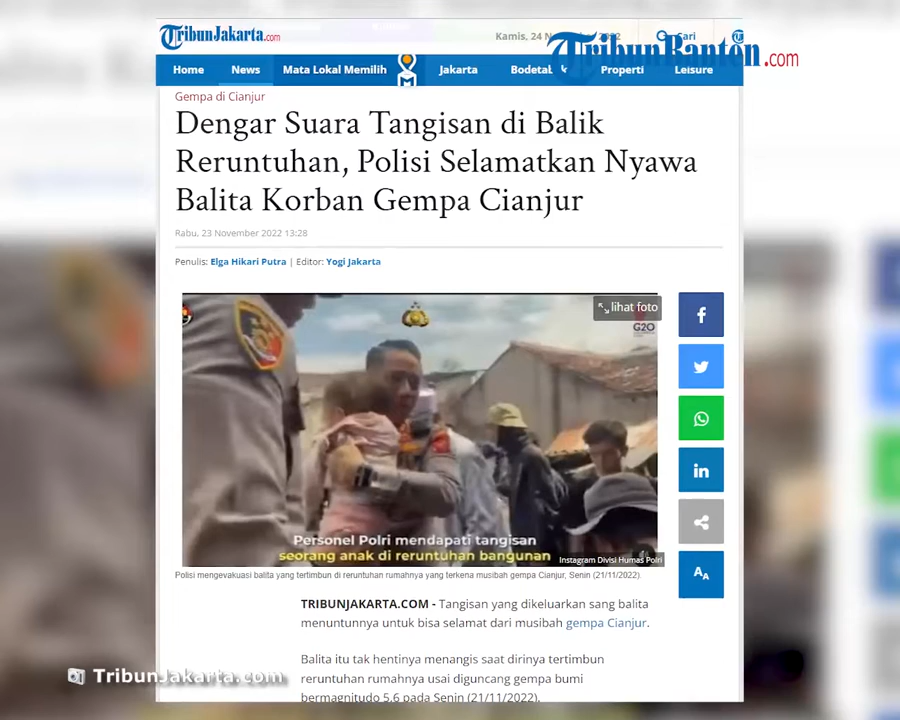 TribunJakarta.com
Kamis, 24
Cari
TribunBanten.com
Home News Mata Lokal Memilih Jakarta Bodetabek Properti Leisure
Gempa di Cianjur
Dengar Suara Tangisan di Balik
Reruntuhan, Polisi Selamatkan Nyawa
Balita Korban Gempa Cianjur
Rabu, 23 November 2022 13:28
Penulis: Elga Hikari Putra | Editor: Yogi Jakarta
lihat foto
G20
Personel Polri mendapati tangisan
seorang anak di reruntuhan bangunan
Instagram Divisi Humas Polri
Polisi mengevakuasi balita yang tertimbun di reruntuhan rumahnya yang terkena musibah gempa Cianjur, Senin (21/11/2022).
AA
TRIBUNJAKARTA.COM - Tangisan yang dikeluarkan sang balita
menuntunnya untuk bisa selamat dari musibah gempa Cianjur.
Balita itu tak hentinya menangis saat dirinya tertimbun
reruntuhan rumahnya usai diguncang gempa bumi
bermagnitudo 5,6 pada Senin (21/11/2022).
TribunJakarta.com